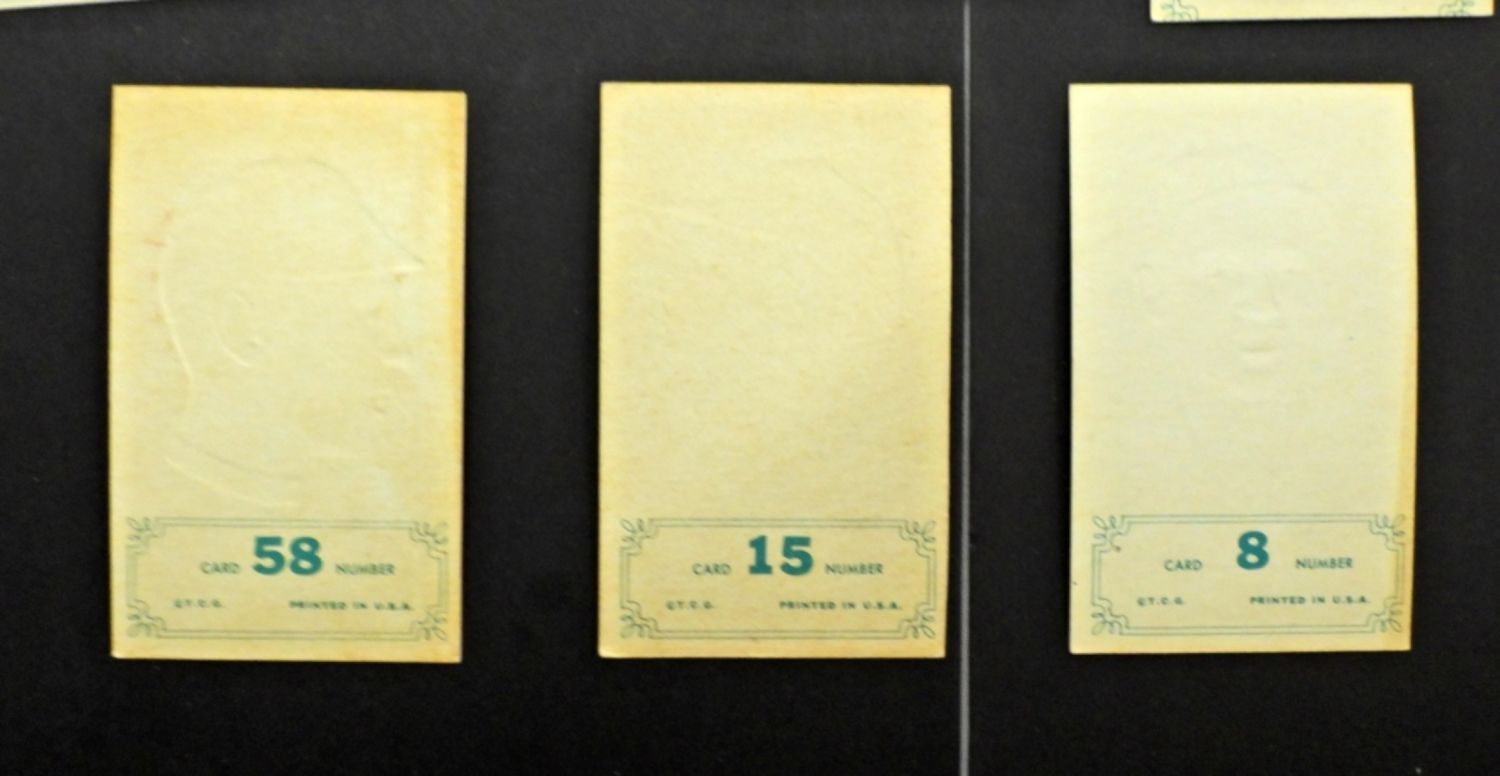 CARD 58 NUMBER
©T.C.G. PRINTED IN U.S.A.
CARD 15 NUMBER
©T.C.G. PRINTED IN U.S.A.
CARD 8 NUMBER
©T.C.G. PRINTED IN U.S.A.